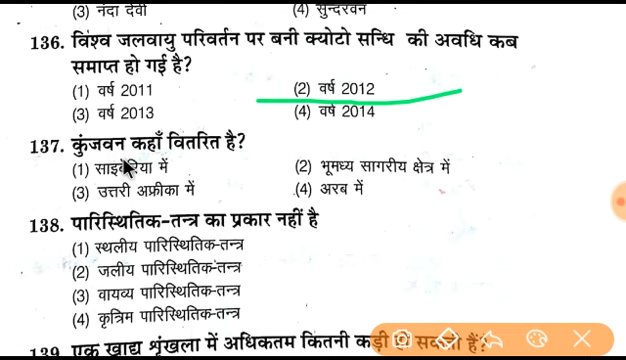 (3) नंदा देवी (4) सुन्दरवन
136. विश्व जलवायु परिवर्तन पर बनी क्योटो सन्धि की अवधि कब
समाप्त हो गई है?
(1) वर्ष 2011 (2) वर्ष 2012
(3) वर्ष 2013 (4) वर्ष 2014
137. कुंजवन कहाँ वितरित है?
(1) साइबेरिया में (2) भूमध्य सागरीय क्षेत्र में
(3) उत्तरी अफ्रीका में (4) अरब में
138. पारिस्थितिक-तन्त्र का प्रकार नहीं है
(1) स्थलीय पारिस्थितिक-तन्त्र
(2) जलीय पारिस्थितिक-तन्त्र
(3) वायव्य पारिस्थितिक-तन्त्र
(4) कृत्रिम पारिस्थितिक-तन्त्र
139 एक खाद्य श्रृंखला में अधिकतम कितनी कड़ी हो सकती हैं?